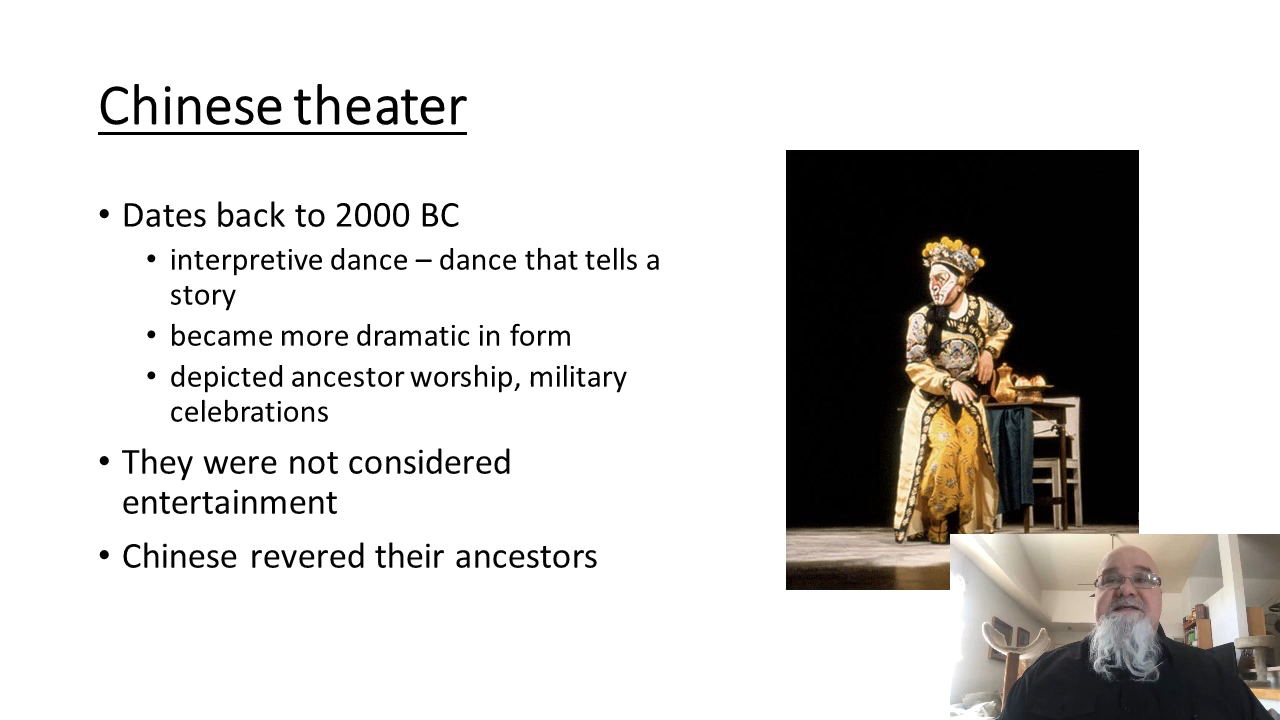 Chinese theater
• Dates back to 2000 BC
• interpretive dance – dance that tells a
story
• became more dramatic in form
• depicted ancestor worship, military
celebrations
• They were not considered
entertainment
• Chinese revered their ancestors